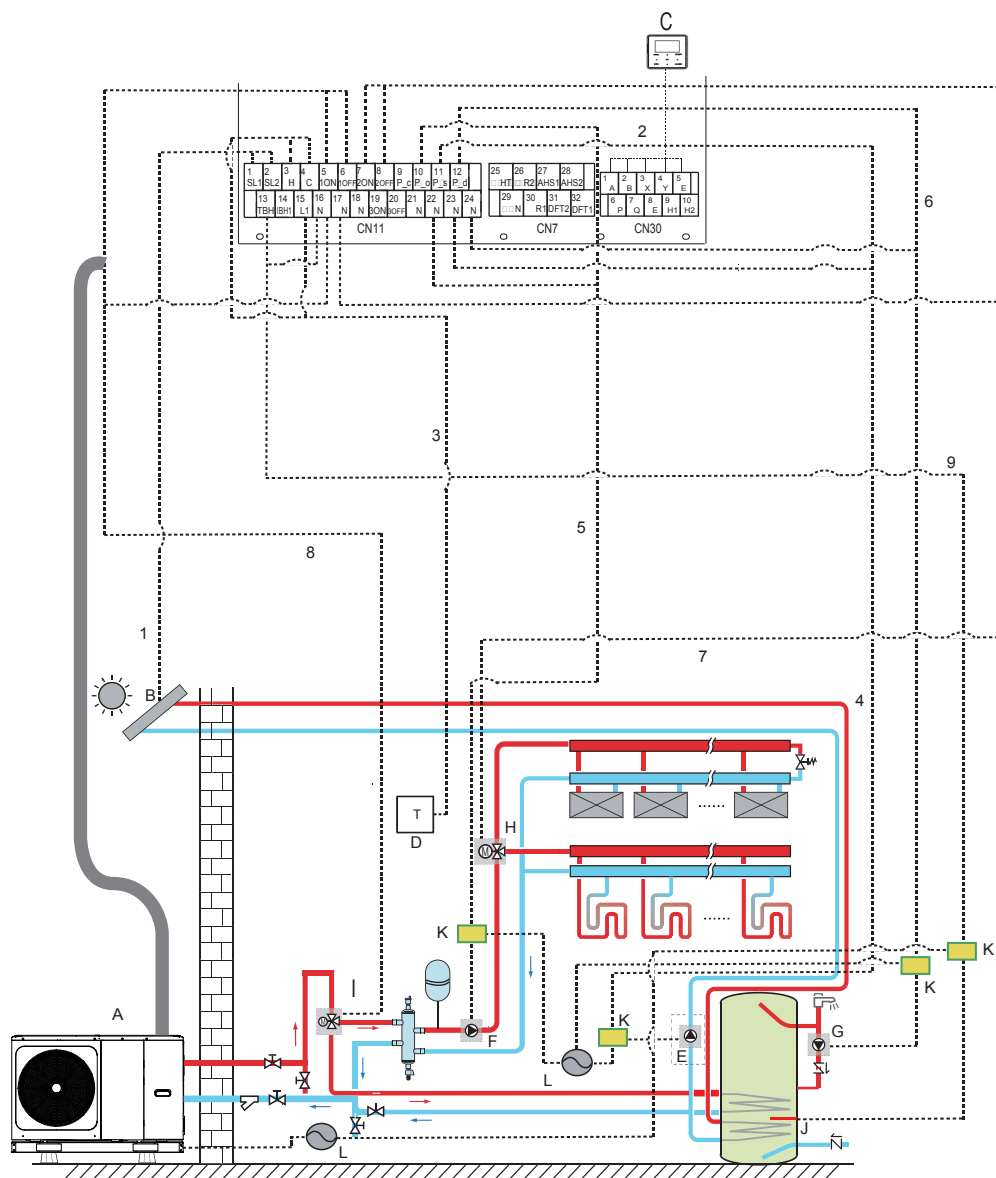 C
2
1 2 3 4 5 6 7 8 9 10 11 12
SL1 SL2 H C 1ON 1OFF 2ON 2OFF P_c P_o P_s P_d
13 14 15 16 17 18 19 20 21 22 23 24
TBH IBH1 L1 N N N 3ON 3OFF N N N N
CN11
25 26 27 28
HT R2 AHS1 AHS2
29 30 31 32
N R1 DFT2 DFT1
CN7
1 2 3 4 5
A B X Y E
6 7 8 9 10
P Q E H1 H2
CN30
6
3
9
5
8
1
7
B
4
T
D
H
M
K
K
K
I
A
M
F
K
E
G
L
J
L